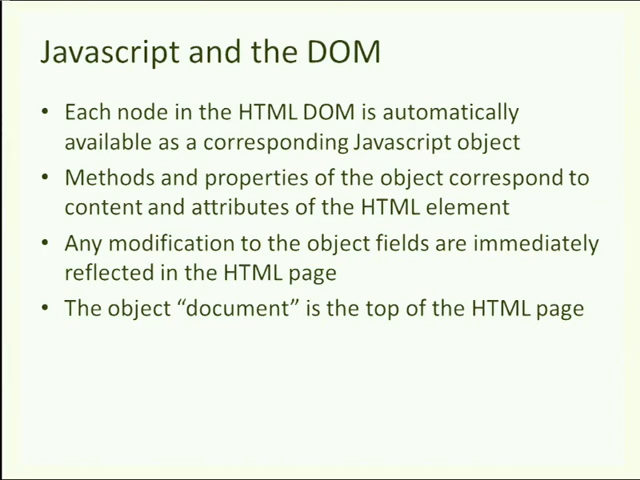 Javascript and the DOM
• Each node in the HTML DOM is automatically
available as a corresponding Javascript object
• Methods and properties of the object correspond to
content and attributes of the HTML element
• Any modification to the object fields are immediately
reflected in the HTML page
• The object “document” is the top of the HTML page